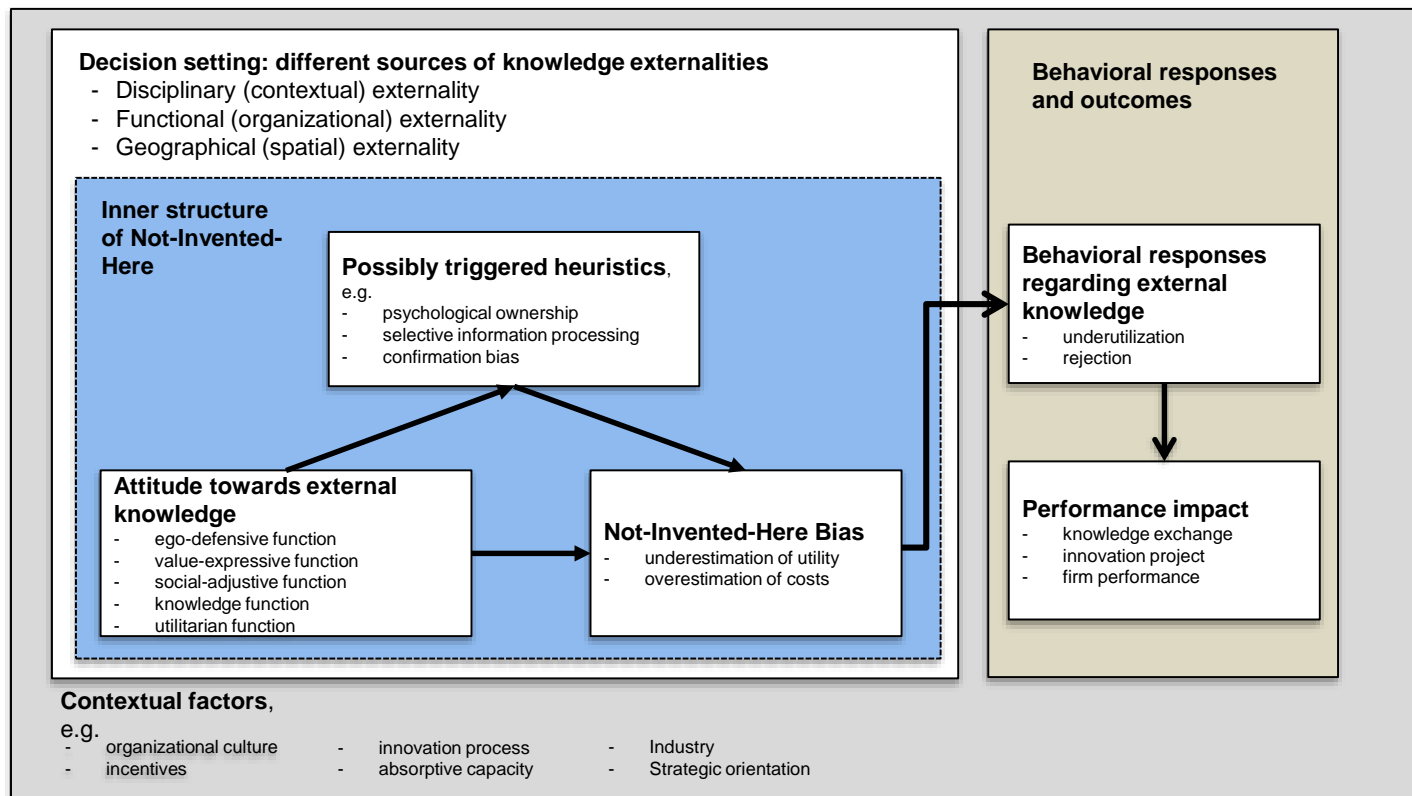 Decision setting: different sources of knowledge externalities
- Disciplinary (contextual) externality
- Functional (organizational) externality
- Geographical (spatial) externality
Inner structure
of Not-Invented-
Here
Possibly triggered heuristics,
e.g.
- psychological ownership
- selective information processing
- confirmation bias
Attitude towards external
knowledge
- ego-defensive function
- value-expressive function
- social-adjustive function
- knowledge function
- utilitarian function
Not-Invented-Here Bias
- underestimation of utility
- overestimation of costs
Behavioral responses
and outcomes
Behavioral responses
regarding external
knowledge
- underutilization
- rejection
Performance impact
- knowledge exchange
- innovation project
- firm performance
Contextual factors,
e.g.
- organizational culture
- incentives
- innovation process
- absorptive capacity
- Industry
- Strategic orientation